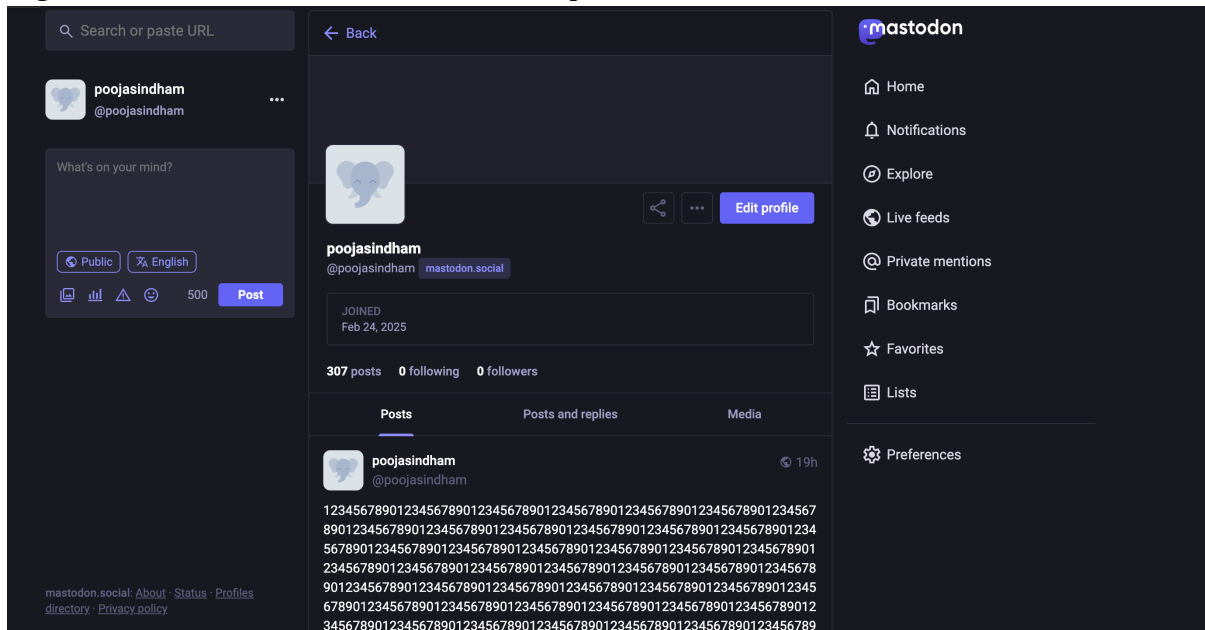 Search or paste URL
poojasindham
@poojasindham
What's on your mind?
Public
English
500
Post
mastodon.social: About · Status · Profiles
directory · Privacy policy
Back
Edit profile
poojasindham
@poojasindham mastodon.social
JOINED
Feb 24, 2025
307 posts 0 following 0 followers
Posts Posts and replies Media
poojasindham
19h
@poojasindham
1234567890123456789012345678901234567890123456789012345678901234567
8901234567890123456789012345678901234567890123456789012345678901234
5678901234567890123456789012345678901234567890123456789012345678901
2345678901234567890123456789012345678901234567890123456789012345678
9012345678901234567890123456789012345678901234567890123456789012345
6789012345678901234567890123456789012345678901234567890123456789012
3456789012345678901234567890123456789012345678901234567890123456789
mastodon
Home
Notifications
Explore
Live feeds
Private mentions
Bookmarks
Favorites
Lists
Preferences